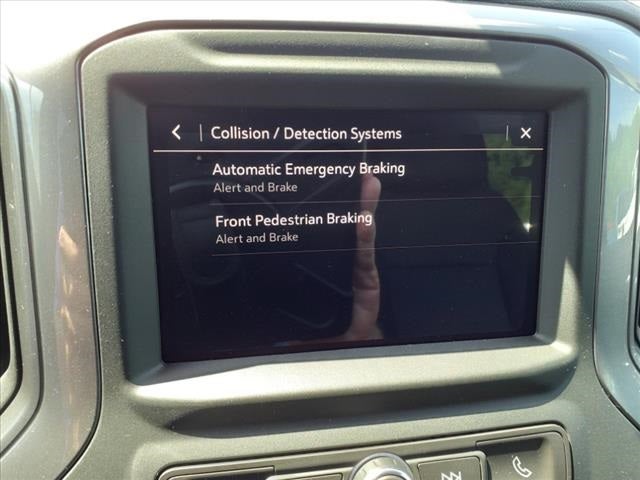 Collision / Detection Systems
Automatic Emergency Braking
Alert and Brake
Front Pedestrian Braking
Alert and Brake